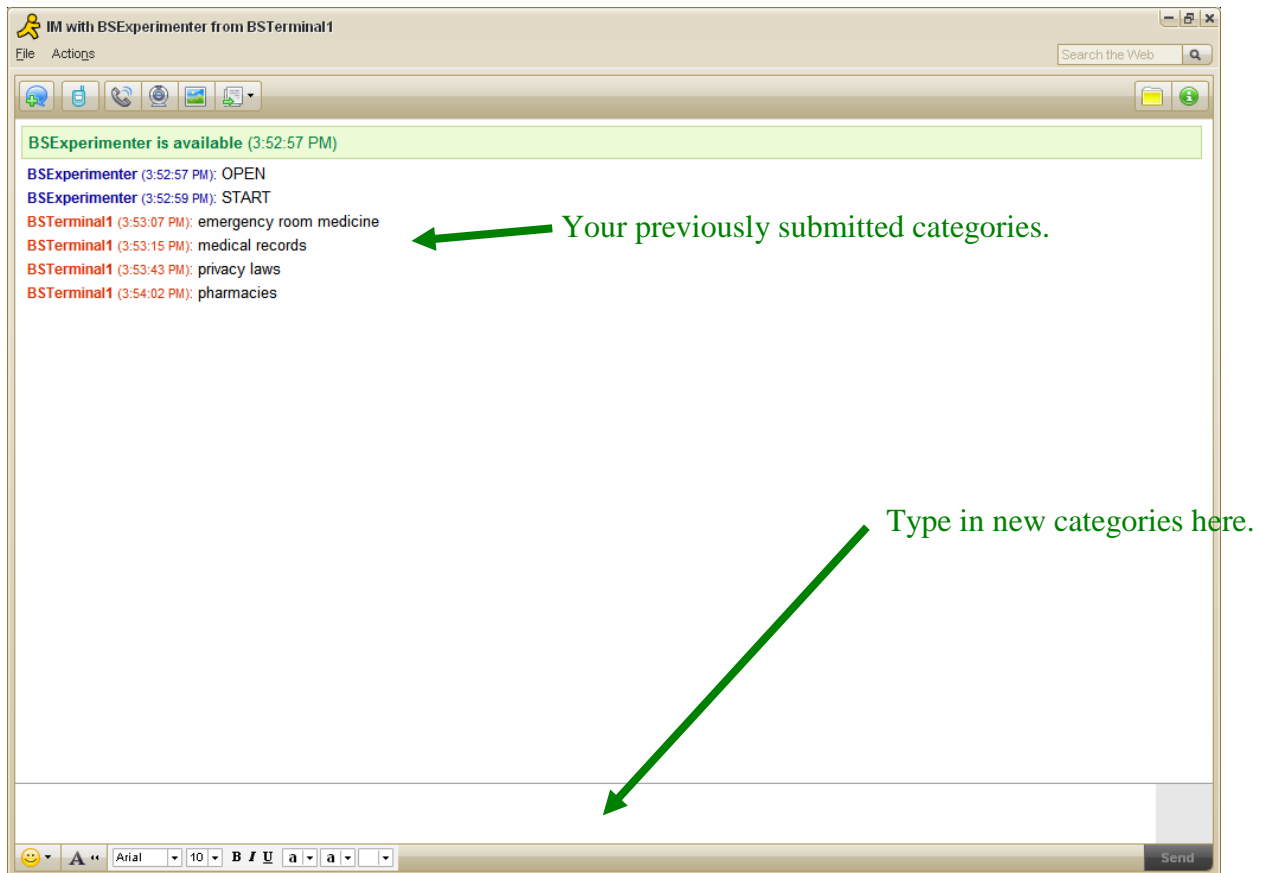 IM with BSExperimenter from BSTerminal1
File Actions
Search the Web
BSExperimenter is available (3:52:57 PM)
BSExperimenter (3:52:57 PM): OPEN
BSExperimenter (3:52:59 PM): START
BSTerminal1 (3:53:07 PM): emergency room medicine
BSTerminal1 (3:53:15 PM): medical records
BSTerminal1 (3:53:43 PM): privacy laws
BSTerminal1 (3:54:02 PM): pharmacies
Your previously submitted categories.
Type in new categories here.
A “ Arial 10 B I U a a
Send